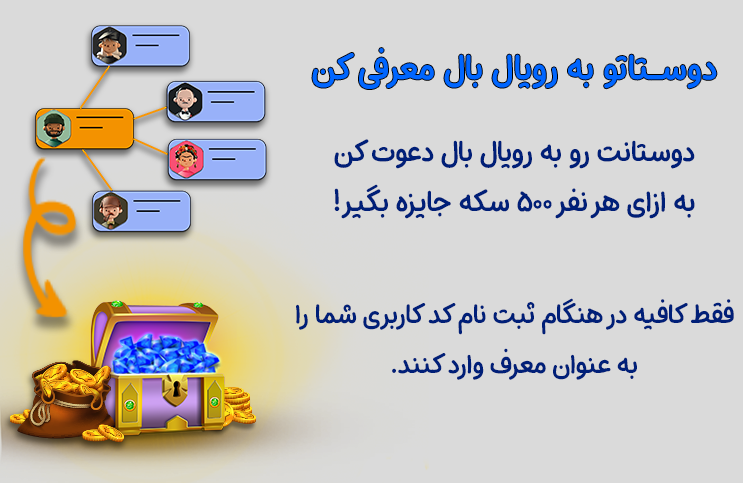 دوستاتو به رویال بال معرفی کن
دوستانت رو به رویال بال دعوت کن
به ازای هر نفر ۵۰۰ سکه جایزه بگیر!
فقط کافیه در هنگام ثبت نام کد کاربری شما را
به عنوان معرف وارد کنند.